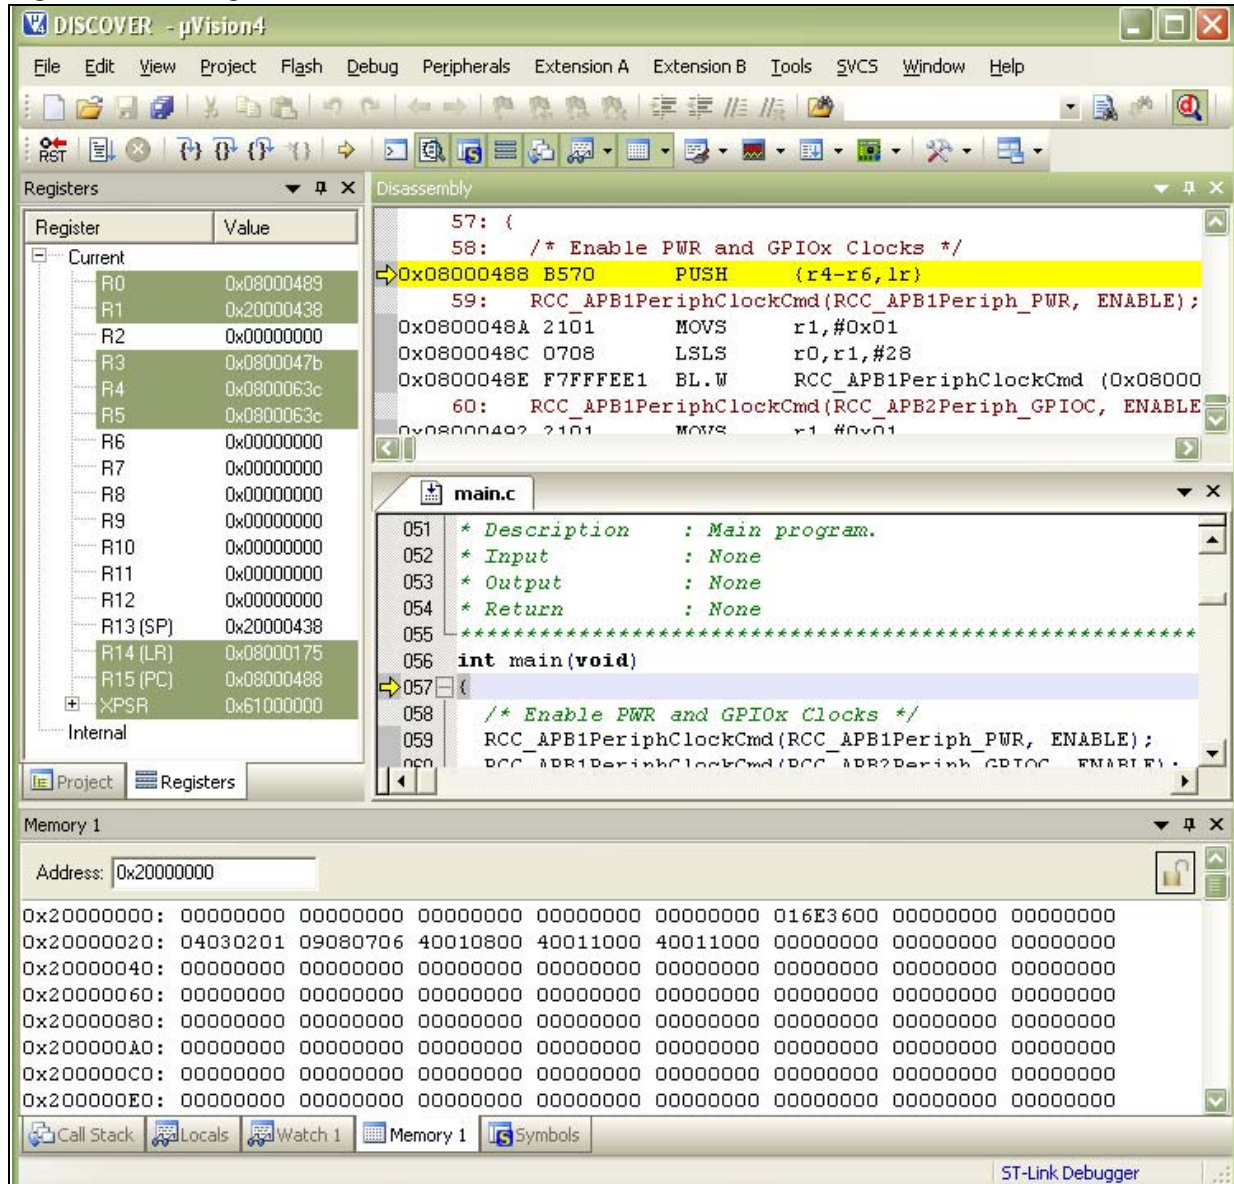 DISCOVER - µVision4
File Edit View Project Flash Debug Peripherals Extension A Extension B Tools SVCS Window Help
RST
Registers
Register Value
Current
R0 0x08000489
R1 0x20000438
R2 0x00000000
R3 0x0800047b
R4 0x0800063c
R5 0x0800063c
R6 0x00000000
R7 0x00000000
R8 0x00000000
R9 0x00000000
R10 0x00000000
R11 0x00000000
R12 0x00000000
R13 (SP) 0x20000438
R14 (LR) 0x08000175
R15 (PC) 0x08000488
XPSR 0x61000000
Internal
Project Registers
Disassembly
57: {
58: /* Enable PWR and GPIOx Clocks */
0x08000488 B570 PUSH {r4-r6,lr}
59: RCC_APB1PeriphClockCmd(RCC_APB1Periph_PWR, ENABLE);
0x0800048A 2101 MOVS r1,#0x01
0x0800048C 0708 LSLS r0,r1,#28
0x0800048E F7FFFEE1 BL.W RCC_APB1PeriphClockCmd (0x08000
60: RCC_APB1PeriphClockCmd(RCC_APB2Periph_GPIOC, ENABLE
0x08000492 2101 MOVS r1,#0x01
main.c
051 * Description : Main program.
052 * Input : None
053 * Output : None
054 * Return : None
055 ********************************************************
056 int main(void)
057 {
058 /* Enable PWR and GPIOx Clocks */
059 RCC_APB1PeriphClockCmd(RCC_APB1Periph_PWR, ENABLE);
060 RCC_APB1PeriphClockCmd(RCC_APB2Periph_GPIOC, ENABLE);
Memory 1
Address: 0x20000000
0x20000000: 00000000 00000000 00000000 00000000 00000000 016E3600 00000000 00000000
0x20000020: 04030201 09080706 40010800 40011000 40011000 00000000 00000000 00000000
0x20000040: 00000000 00000000 00000000 00000000 00000000 00000000 00000000 00000000
0x20000060: 00000000 00000000 00000000 00000000 00000000 00000000 00000000 00000000
0x20000080: 00000000 00000000 00000000 00000000 00000000 00000000 00000000 00000000
0x200000A0: 00000000 00000000 00000000 00000000 00000000 00000000 00000000 00000000
0x200000C0: 00000000 00000000 00000000 00000000 00000000 00000000 00000000 00000000
0x200000E0: 00000000 00000000 00000000 00000000 00000000 00000000 00000000 00000000
Call Stack Locals Watch 1 Memory 1 Symbols
ST-Link Debugger